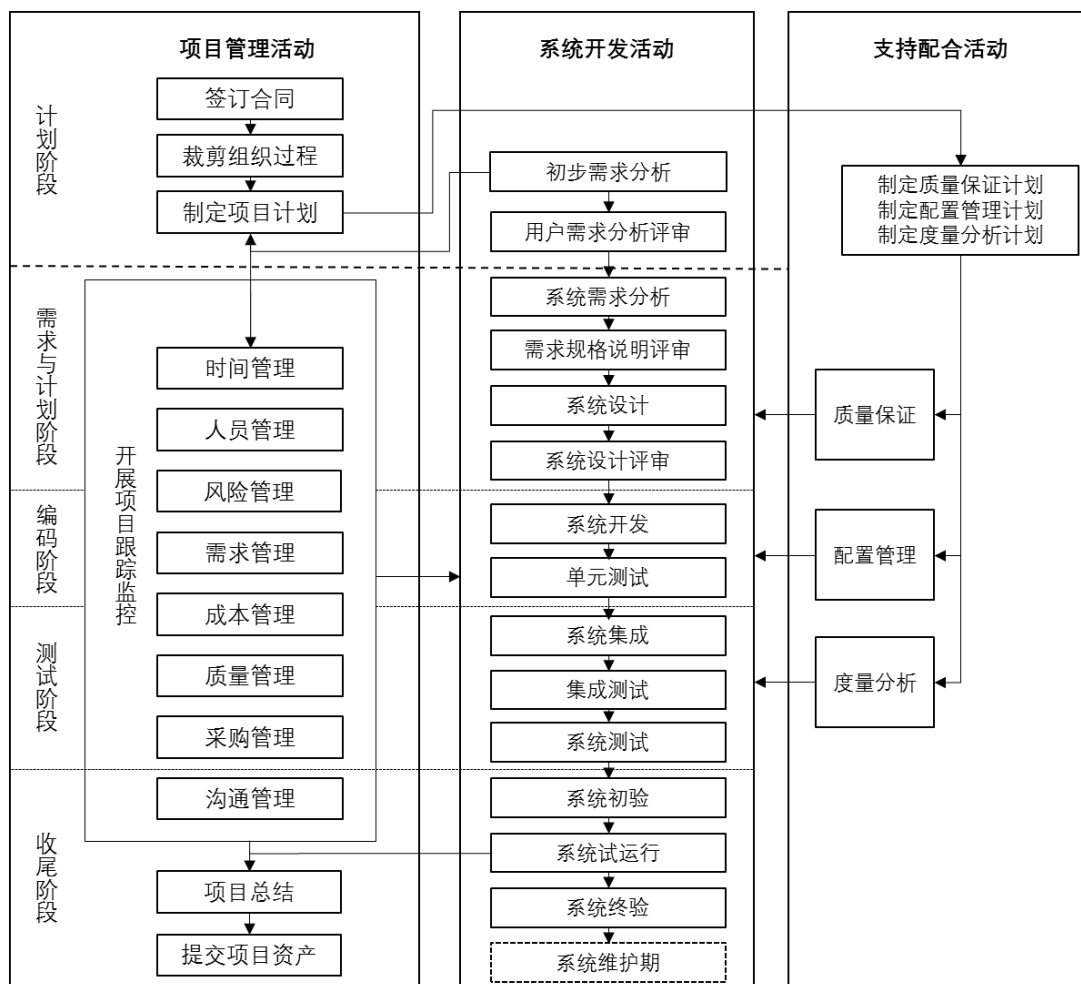 项目管理活动
系统开发活动
支持配合活动
计划阶段
签订合同
裁剪组织过程
制定项目计划
初步需求分析
用户需求分析评审
制定质量保证计划
制定配置管理计划
制定度量分析计划
需求与计划阶段
开展项目跟踪监控
时间管理
人员管理
风险管理
需求管理
成本管理
质量管理
采购管理
沟通管理
系统需求分析
需求规格说明评审
系统设计
系统设计评审
质量保证
编码阶段
系统开发
单元测试
配置管理
测试阶段
系统集成
集成测试
系统测试
度量分析
收尾阶段
项目总结
提交项目资产
系统初验
系统试运行
系统终验
系统维护期